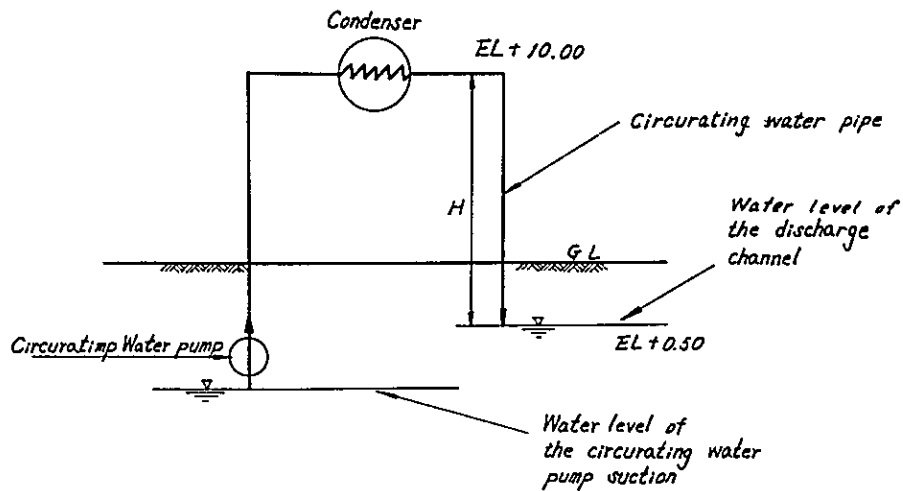 Condenser
EL + 10.00
Circurating water pipe
H
Water level of
the discharge
channel
GL
EL+0.50
Circuratimp Water pump
Water level of
the circurating water
pump suction